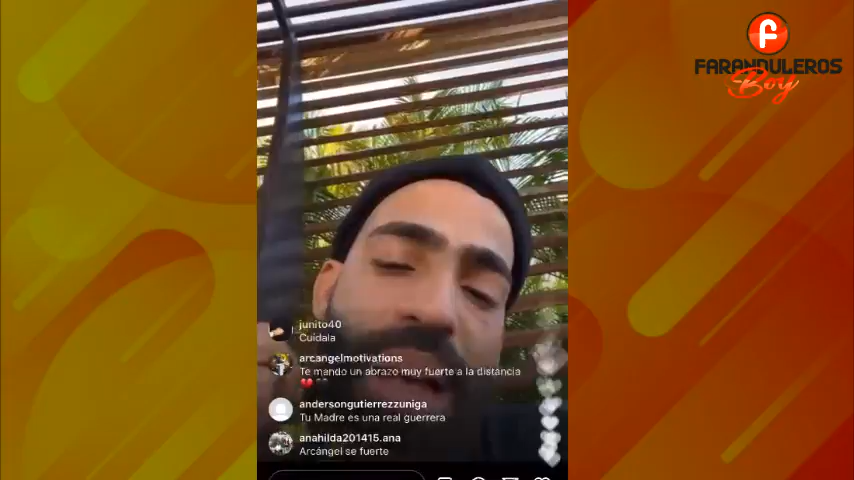 FARANDULEROS
Boy
junito40
Cuidala
arcangelmotivations
Te mando un abrazo muy fuerte a la distancia
andersongutierrezzuniga
Tu Madre es una real guerrera
anahilda201415.ana
Arcángel se fuerte